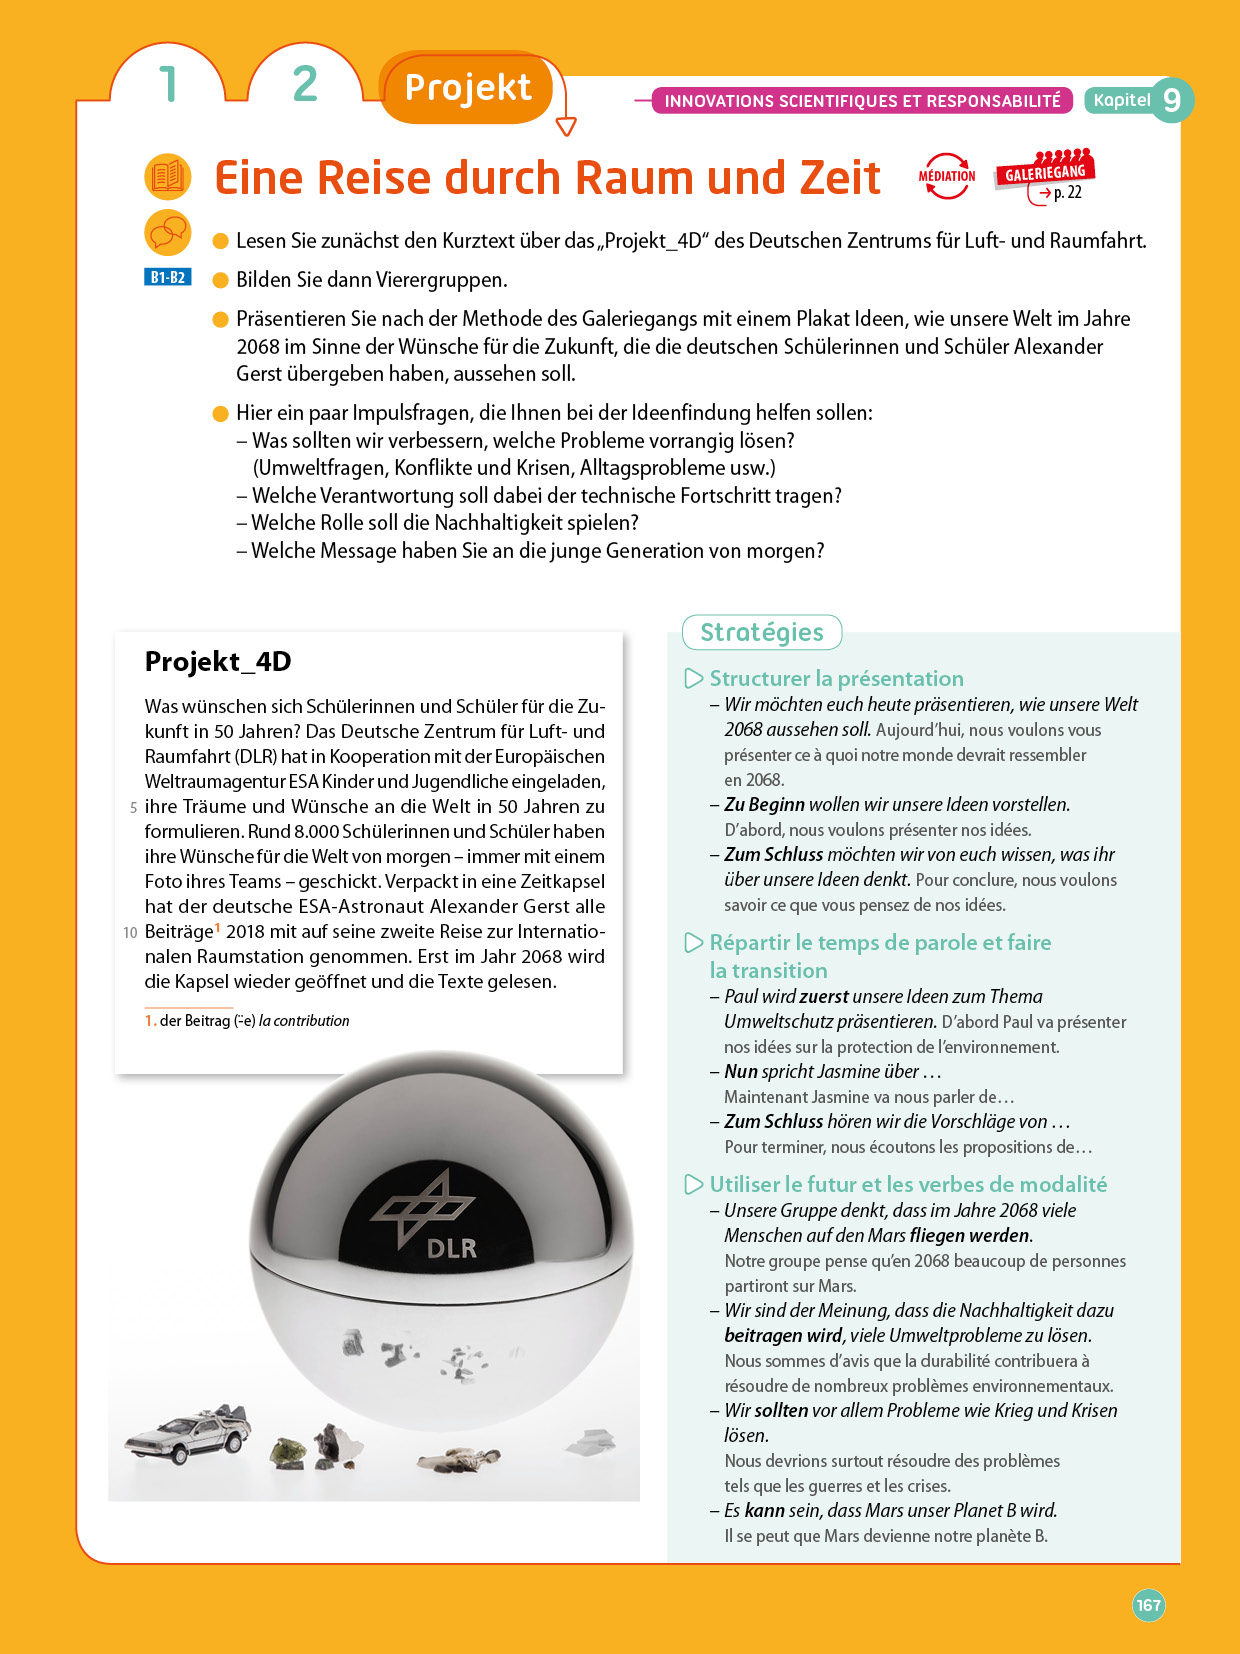 1
2
Projekt
INNOVATIONS SCIENTIFIQUES ET RESPONSABILITÉ
Kapitel 9
Eine Reise durch Raum und Zeit
MÉDIATION
GALERIEGANG
p. 22
B1-B2
Lesen Sie zunächst den Kurztext über das „Projekt_4D“ des Deutschen Zentrums für Luft- und Raumfahrt.
Bilden Sie dann Vierergruppen.
Präsentieren Sie nach der Methode des Galeriegangs mit einem Plakat Ideen, wie unsere Welt im Jahre
2068 im Sinne der Wünsche für die Zukunft, die die deutschen Schülerinnen und Schüler Alexander
Gerst übergeben haben, aussehen soll.
Hier ein paar Impulsfragen, die Ihnen bei der Ideenfindung helfen sollen:
– Was sollten wir verbessern, welche Probleme vorrangig lösen?
(Umweltfragen, Konflikte und Krisen, Alltagsprobleme usw.)
– Welche Verantwortung soll dabei der technische Fortschritt tragen?
– Welche Rolle soll die Nachhaltigkeit spielen?
– Welche Message haben Sie an die junge Generation von morgen?
Projekt_4D
Was wünschen sich Schülerinnen und Schüler für die Zu-
kunft in 50 Jahren? Das Deutsche Zentrum für Luft- und
Raumfahrt (DLR) hat in Kooperation mit der Europäischen
Weltraumagentur ESA Kinder und Jugendliche eingeladen,
5 ihre Träume und Wünsche an die Welt in 50 Jahren zu
formulieren. Rund 8.000 Schülerinnen und Schüler haben
ihre Wünsche für die Welt von morgen – immer mit einem
Foto ihres Teams – geschickt. Verpackt in eine Zeitkapsel
hat der deutsche ESA-Astronaut Alexander Gerst alle
10 Beiträge1 2018 mit auf seine zweite Reise zur Internatio-
nalen Raumstation genommen. Erst im Jahr 2068 wird
die Kapsel wieder geöffnet und die Texte gelesen.
1. der Beitrag (¨-e) la contribution
DLR
Stratégies
Structurer la présentation
– Wir möchten euch heute präsentieren, wie unsere Welt
2068 aussehen soll. Aujourd’hui, nous voulons vous
présenter ce à quoi notre monde devrait ressembler
en 2068.
– Zu Beginn wollen wir unsere Ideen vorstellen.
D’abord, nous voulons présenter nos idées.
– Zum Schluss möchten wir von euch wissen, was ihr
über unsere Ideen denkt. Pour conclure, nous voulons
savoir ce que vous pensez de nos idées.
Répartir le temps de parole et faire
la transition
– Paul wird zuerst unsere Ideen zum Thema
Umweltschutz präsentieren. D’abord Paul va présenter
nos idées sur la protection de l’environnement.
– Nun spricht Jasmine über …
Maintenant Jasmine va nous parler de…
– Zum Schluss hören wir die Vorschläge von …
Pour terminer, nous écoutons les propositions de…
Utiliser le futur et les verbes de modalité
– Unsere Gruppe denkt, dass im Jahre 2068 viele
Menschen auf den Mars fliegen werden.
Notre groupe pense qu’en 2068 beaucoup de personnes
partiront sur Mars.
– Wir sind der Meinung, dass die Nachhaltigkeit dazu
beitragen wird, viele Umweltprobleme zu lösen.
Nous sommes d’avis que la durabilité contribuera à
résoudre de nombreux problèmes environnementaux.
– Wir sollten vor allem Probleme wie Krieg und Krisen
lösen.
Nous devrions surtout résoudre des problèmes
tels que les guerres et les crises.
– Es kann sein, dass Mars unser Planet B wird.
Il se peut que Mars devienne notre planète B.
167